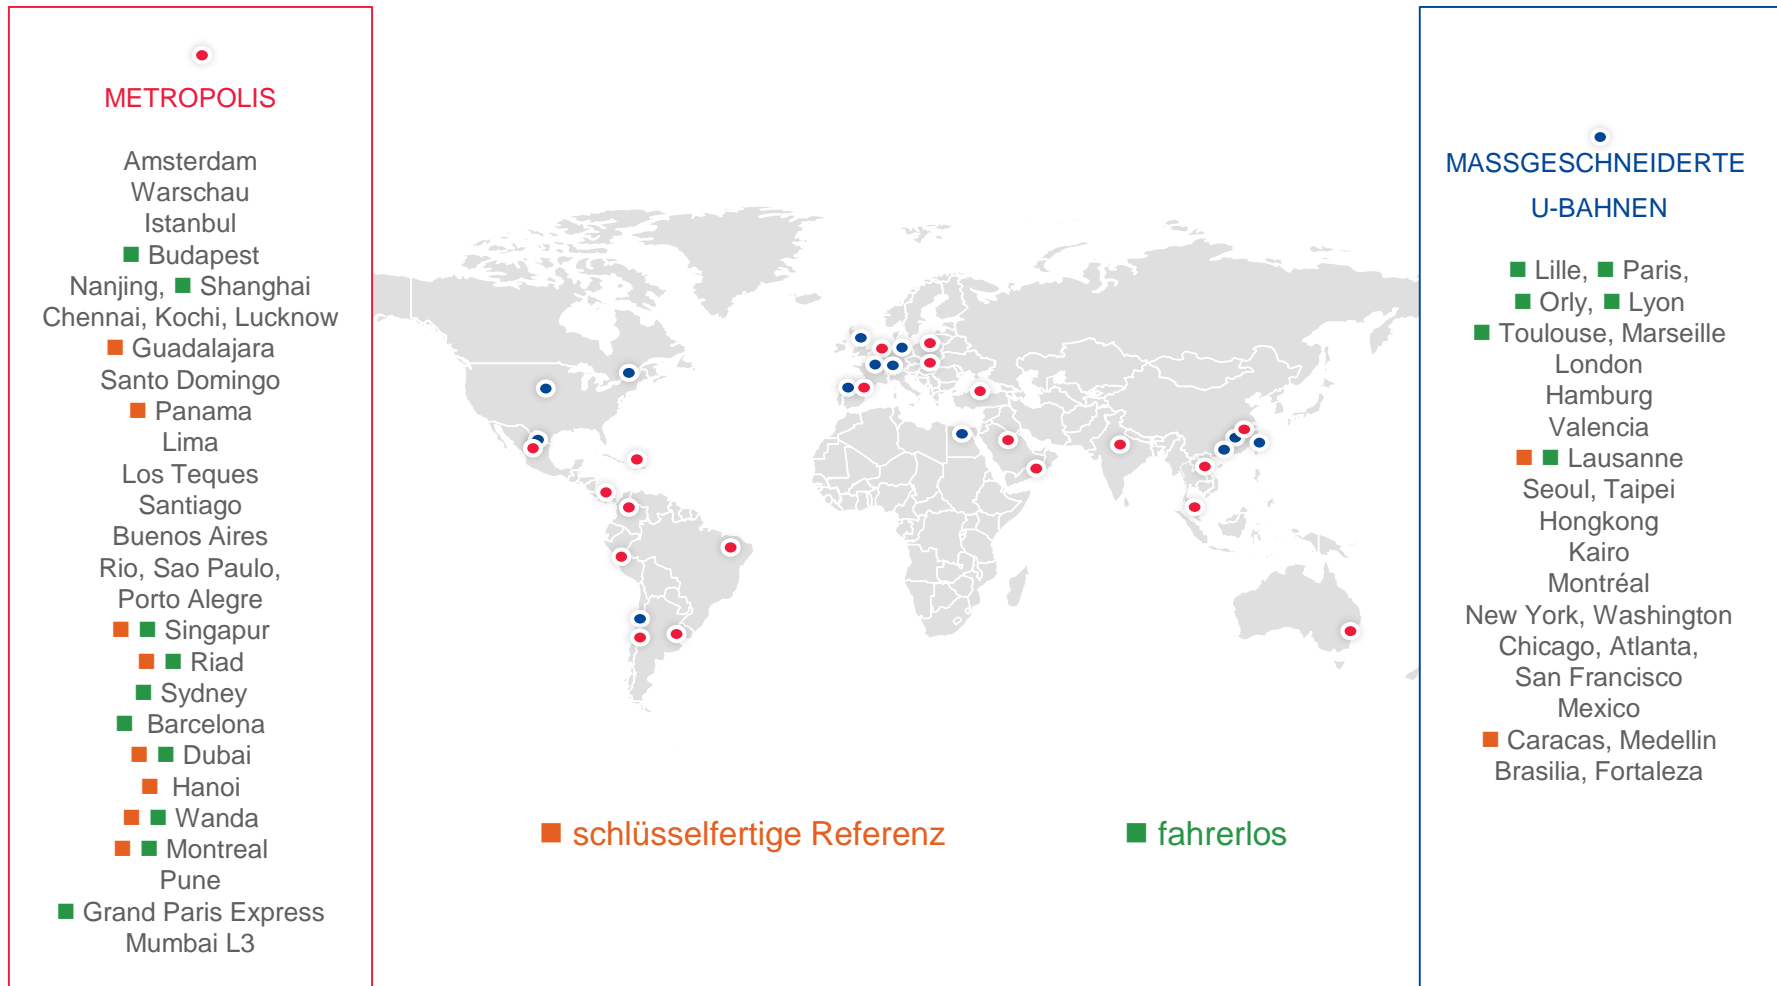 METROPOLIS
Amsterdam
Warschau
Istanbul
Budapest
Nanjing, Shanghai
Chennai, Kochi, Lucknow
Guadalajara
Santo Domingo
Panama
Lima
Los Teques
Santiago
Buenos Aires
Rio, Sao Paulo,
Porto Alegre
Singapur
Riad
Sydney
Barcelona
Dubai
Hanoi
Wanda
Montreal
Pune
Grand Paris Express
Mumbai L3
schlüsselfertige Referenz
fahrerlos
MASSGESCHNEIDERTE
U-BAHNEN
Lille, Paris,
Orly, Lyon
Toulouse, Marseille
London
Hamburg
Valencia
Lausanne
Seoul, Taipei
Hongkong
Kairo
Montréal
New York, Washington
Chicago, Atlanta,
San Francisco
Mexico
Caracas, Medellin
Brasilia, Fortaleza